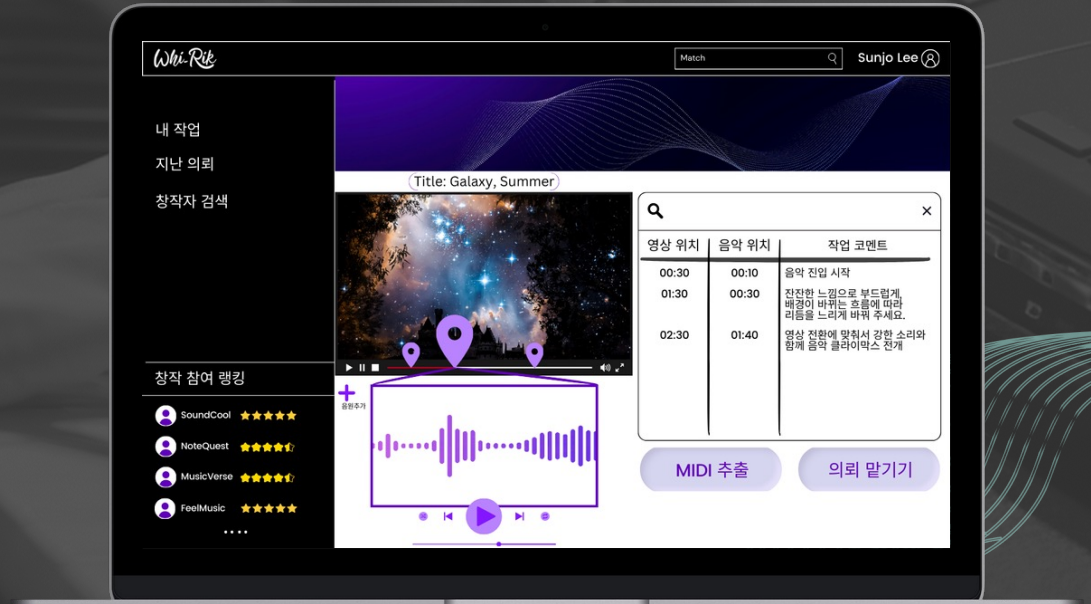 Whi-Rik
Match
Sunjo Lee
내 작업
지난 의뢰
창작자 검색
창작 참여 랭킹
SoundCool
NoteQuest
MusicVerse
FeelMusic
Title: Galaxy, Summer
음원추가
영상 위치 음악 위치 작업 코멘트
00:30 00:10 음악 진입 시작
01:30 00:30 잔잔한 느낌으로 부드럽게,
배경이 바뀌는 흐름에 따라
리듬을 느리게 바꿔 주세요.
02:30 01:40 영상 전환에 맞춰서 강한 소리와
함께 음악 클라이막스 전개
MIDI 추출
의뢰 맡기기